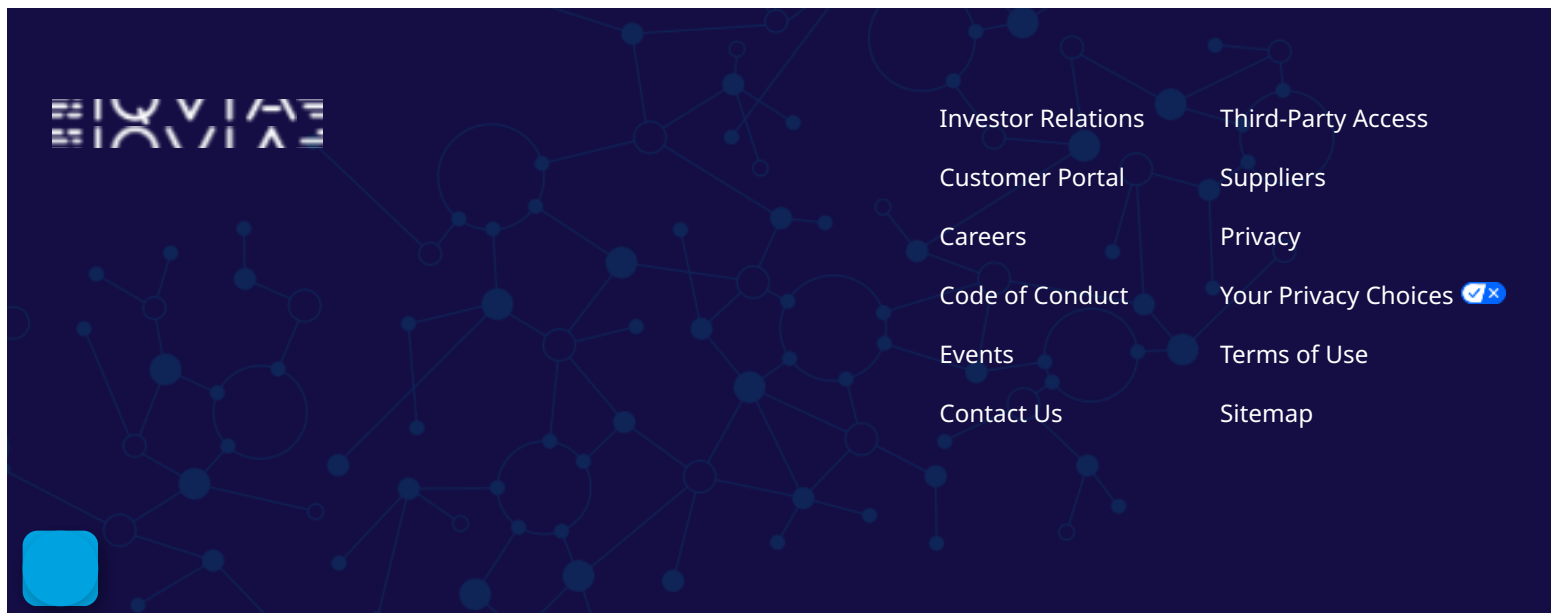 IQVIA
Investor Relations
Customer Portal
Careers
Code of Conduct
Events
Contact Us
Third-Party Access
Suppliers
Privacy
Your Privacy Choices
Terms of Use
Sitemap